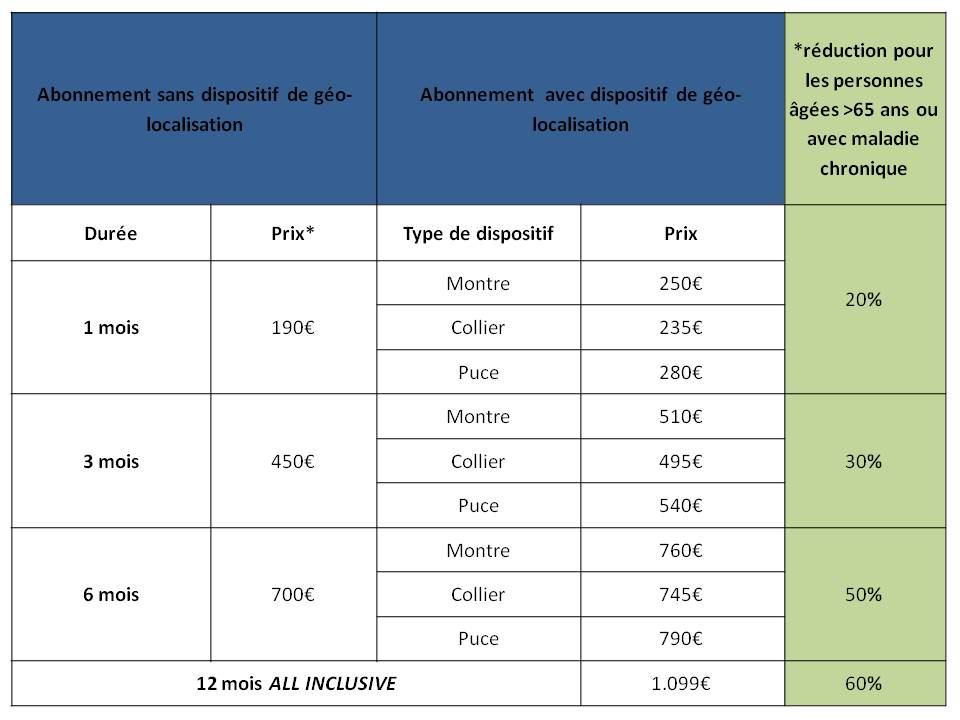 Abonnement sans dispositif de géo-
localisation
Abonnement avec dispositif de géo-
localisation
*réduction pour
les personnes
âgées >65 ans ou
avec maladie
chronique
Durée Prix* Type de dispositif Prix
1 mois 190€ Montre 250€ 20%
Collier 235€
Puce 280€
3 mois 450€ Montre 510€ 30%
Collier 495€
Puce 540€
6 mois 700€ Montre 760€ 50%
Collier 745€
Puce 790€
12 mois ALL INCLUSIVE 1.099€ 60%